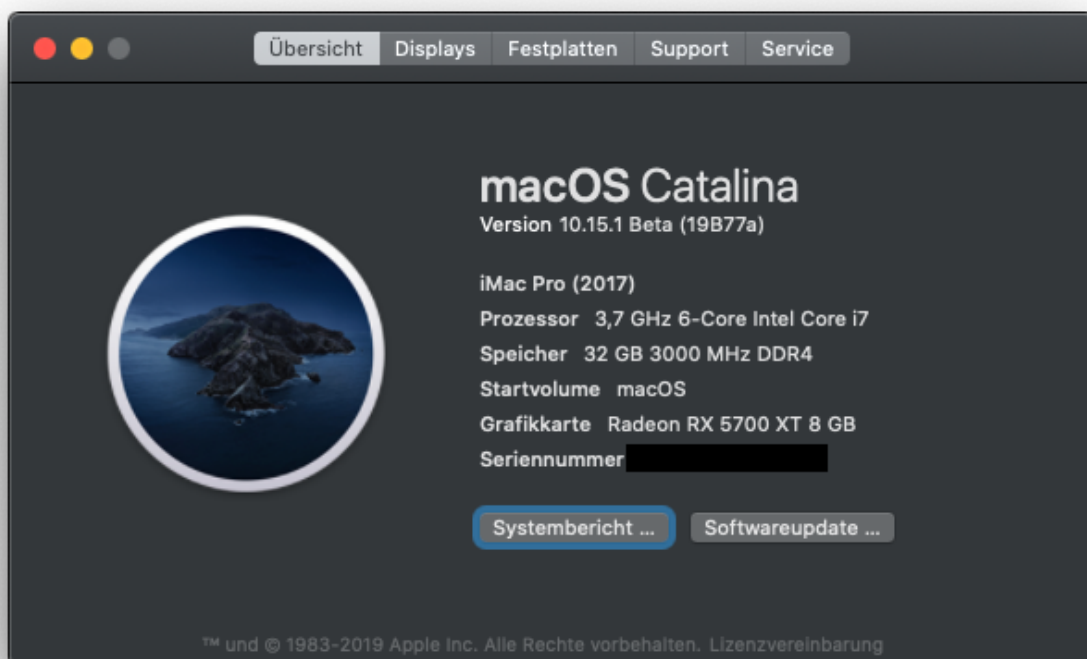 Übersicht Displays Festplatten Support Service
macOS Catalina
Version 10.15.1 Beta (19B77a)
iMac Pro (2017)
Prozessor 3,7 GHz 6-Core Intel Core i7
Speicher 32 GB 3000 MHz DDR4
Startvolume macOS
Grafikkarte Radeon RX 5700 XT 8 GB
Seriennummer
Systembericht ... Softwareupdate ...
™ und © 1983-2019 Apple Inc. Alle Rechte vorbehalten. Lizenzvereinbarung